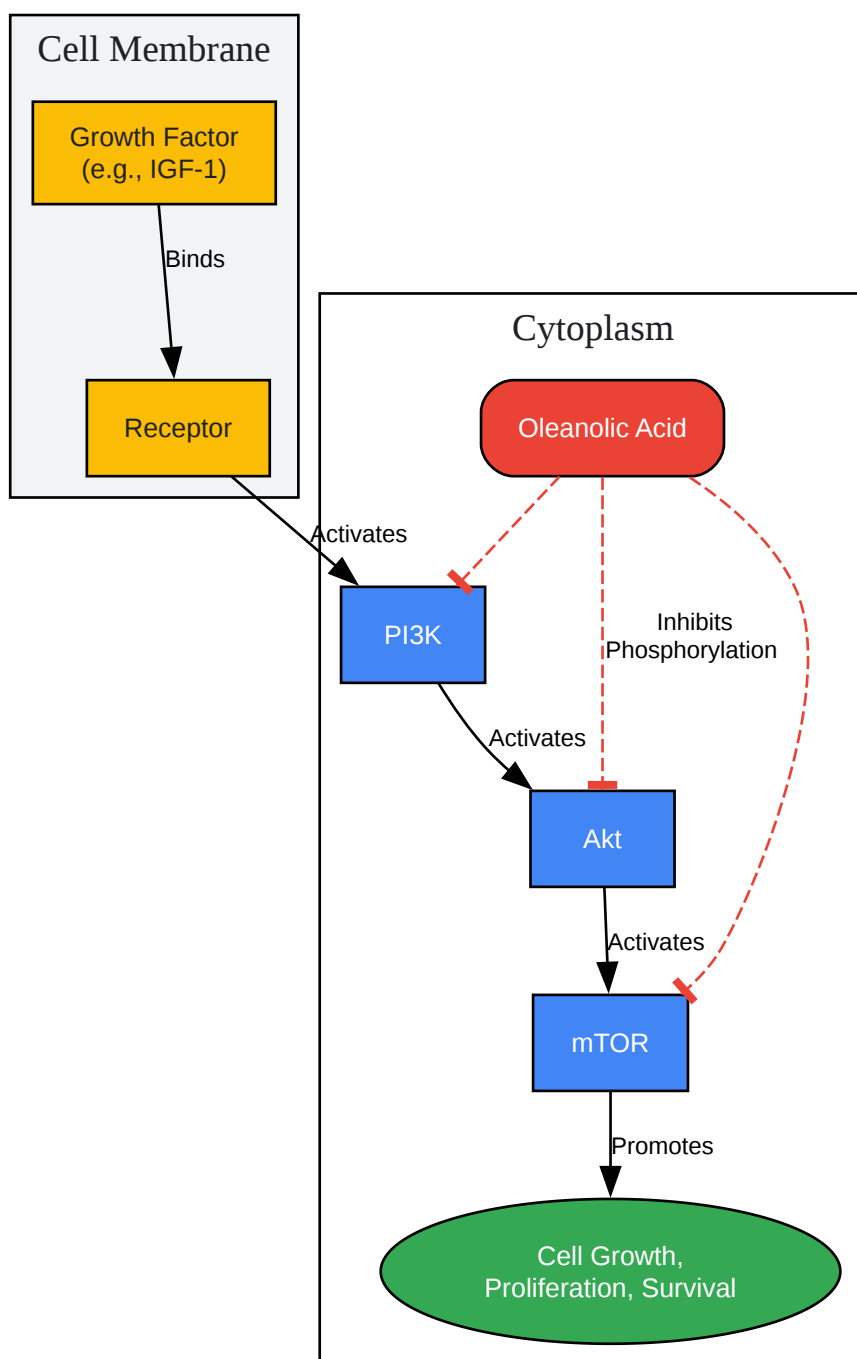 Cell Membrane
Growth Factor
(e.g., IGF-1)
Binds
Receptor
Cytoplasm
Oleanolic Acid
Activates
PI3K
Inhibits
Phosphorylation
Activates
Akt
Activates
mTOR
Promotes
Cell Growth,
Proliferation, Survival